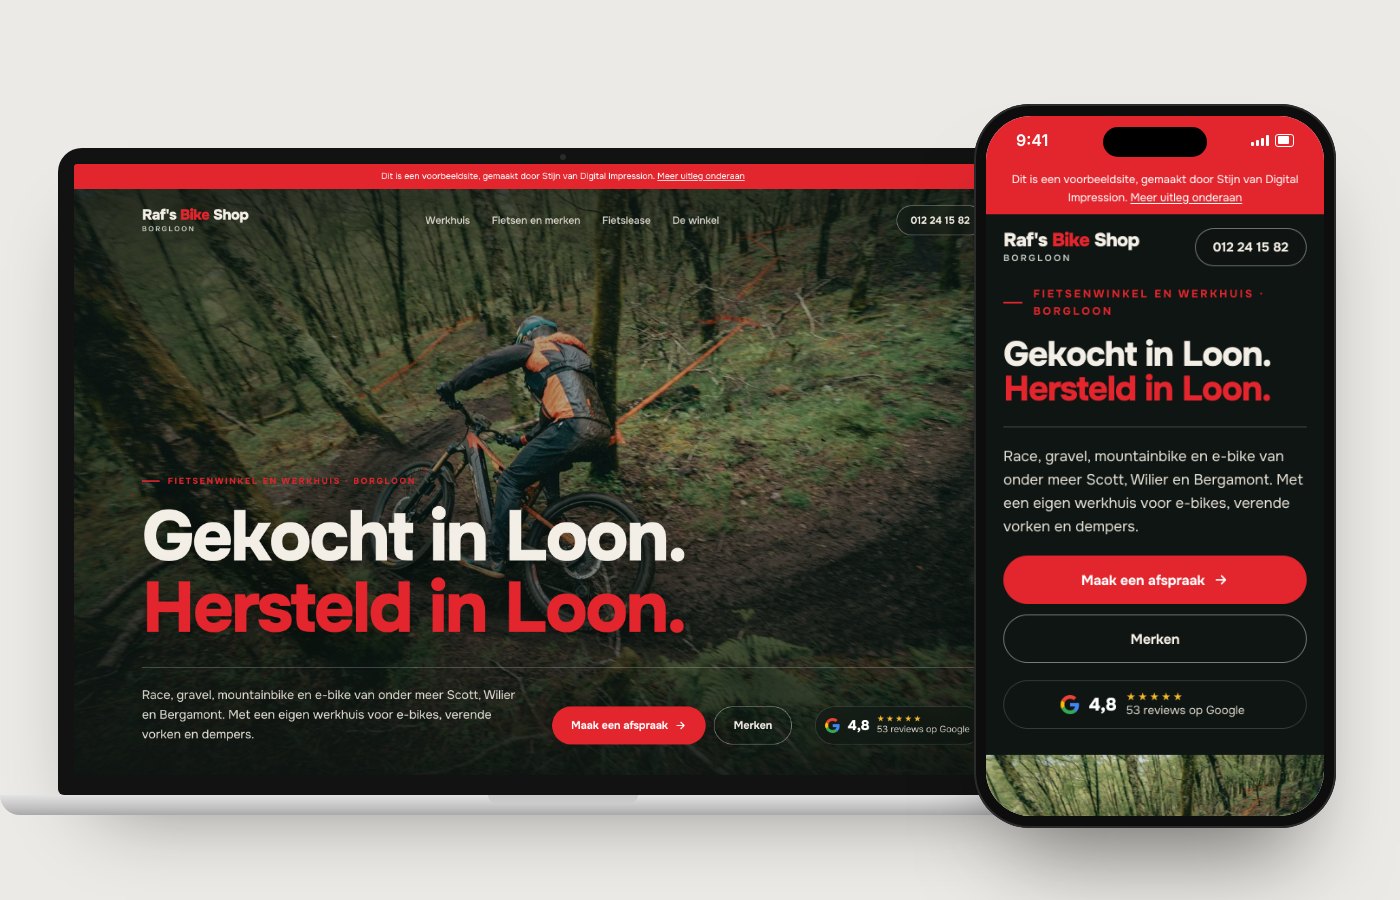 Dit is een voorbeeldsite, gemaakt door Stijn van Digital Impression. Meer uitleg onderaan
Raf's Bike Shop
BORGLOON
Werkhuis
Fietsen en merken
Fietslease
De winkel
012 24 15 82
FIETSENWINKEL EN WERKHUIS · BORGLOON
Gekocht in Loon.
Hersteld in Loon.
Race, gravel, mountainbike en e-bike van onder meer Scott, Wilier
en Bergamont. Met een eigen werkhuis voor e-bikes, verende
vorken en dempers.
Maak een afspraak →
Merken
4,8
★★★★★
53 reviews op Google
9:41
Dit is een voorbeeldsite, gemaakt door Stijn van Digital
Impression. Meer uitleg onderaan
Raf's Bike Shop
BORGLOON
012 24 15 82
FIETSENWINKEL EN WERKHUIS ·
BORGLOON
Gekocht in Loon.
Hersteld in Loon.
Race, gravel, mountainbike en e-bike van
onder meer Scott, Wilier en Bergamont. Met
een eigen werkhuis voor e-bikes, verende
vorken en dempers.
Maak een afspraak →
Merken
4,8
★★★★★
53 reviews op Google